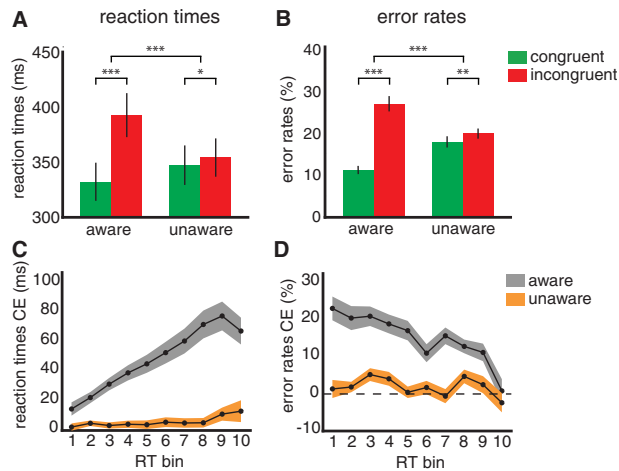 A reaction times
reaction times (ms)
450
400
350
300
***
***
*
aware unaware
B error rates
error rates (%)
40
30
20
10
0
***
***
**
aware unaware
congruent
incongruent
C
reaction times CE (ms)
100
80
60
40
20
0
1 2 3 4 5 6 7 8 9 10
RT bin
D
error rates CE (%)
30
20
10
0
-10
1 2 3 4 5 6 7 8 9 10
RT bin
aware
unaware